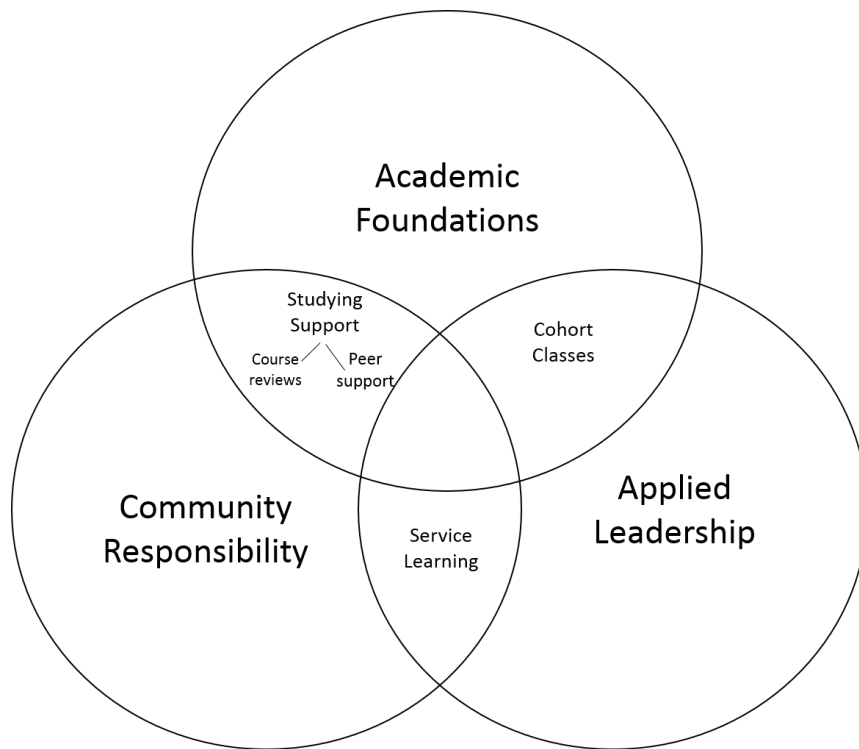 Academic
Foundations
Studying
Support
Course
reviews
Peer
support
Cohort
Classes
Community
Responsibility
Applied
Leadership
Service
Learning